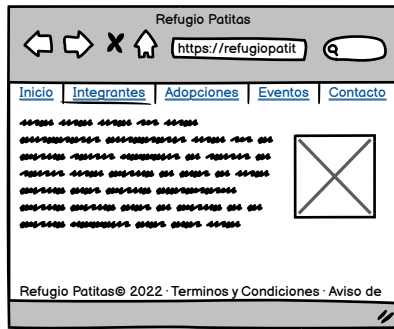 Refugio Patitas
https://refugiopatit
Inicio Integrantes Adopciones Eventos Contacto
Refugio Patitas© 2022 · Terminos y Condiciones · Aviso de